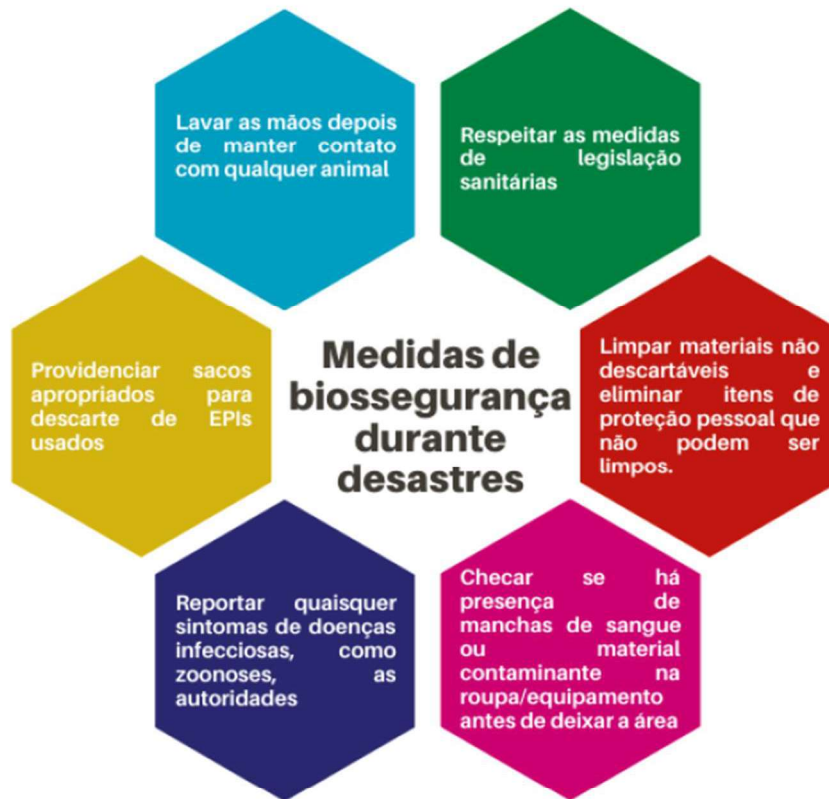 Lavar as mãos depois
de manter contato
com qualquer animal
Respeitar as medidas
de legislação
sanitárias
Providenciar sacos
apropriados para
descarte de EPIs
usados
Medidas de
biossegurança
durante
desastres
Limpar materiais não
descartáveis e
eliminar itens de
proteção pessoal que
não podem ser
limpos.
Reportar quaisquer
sintomas de doenças
infecciosas, como
zoonoses, as
autoridades
Checar se há
presença de
manchas de sangue
ou material
contaminante na
roupa/equipamento
antes de deixar a área